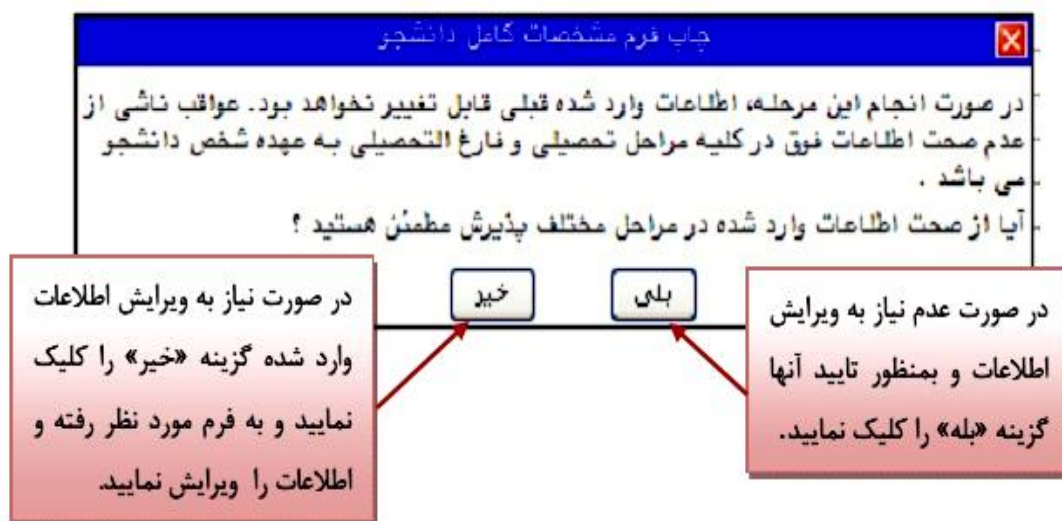 چاپ فرم مشخصات کامل دانشجو
در صورت انجام این مرحله، اطلاعات وارد شده قبلی قابل تغییر نخواهد بود. عواقب ناشی از
عدم صحت اطلاعات فوق در کلیه مراحل تحصیلی و فارغ التحصیلی به عهده شخص دانشجو
می باشد .
آیا از صحت اطلاعات وارد شده در مراحل مختلف پذیرش مطمئن هستید ؟
بلی
خیر
در صورت عدم نیاز به ویرایش
اطلاعات و بمنظور تایید آنها
گزینه «بله» را کلیک نمایید.
در صورت نیاز به ویرایش اطلاعات
وارد شده گزینه «خیر» را کلیک
نمایید و به فرم مورد نظر رفته و
اطلاعات را ویرایش نمایید.